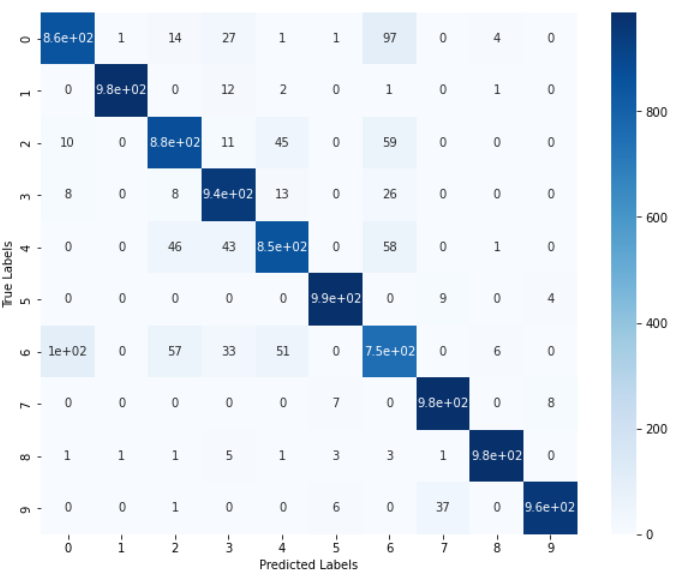 0 8.6e+02 1 14 27 1 1 97 0 4 0
1 0 9.8e+02 0 12 2 0 1 0 1 0
2 10 0 8.8e+02 11 45 0 59 0 0 0
3 8 0 8 9.4e+02 13 0 26 0 0 0
4 0 0 46 43 8.5e+02 0 58 0 1 0
5 0 0 0 0 0 9.9e+02 0 9 0 4
6 1e+02 0 57 33 51 0 7.5e+02 0 6 0
7 0 0 0 0 0 7 0 9.8e+02 0 8
8 1 1 1 5 1 3 3 1 9.8e+02 0
9 0 0 1 0 0 6 0 37 0 9.6e+02
0 1 2 3 4 5 6 7 8 9
Predicted Labels
True Labels
800
600
400
200
0